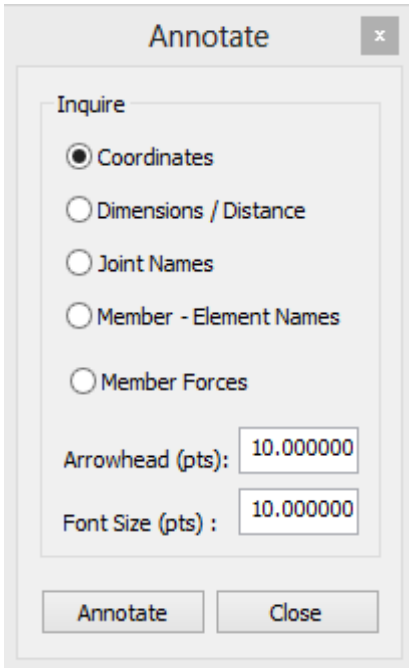 Annotate
x
Inquire
Coordinates
Dimensions / Distance
Joint Names
Member - Element Names
Member Forces
Arrowhead (pts): 10.000000
Font Size (pts) : 10.000000
Annotate Close